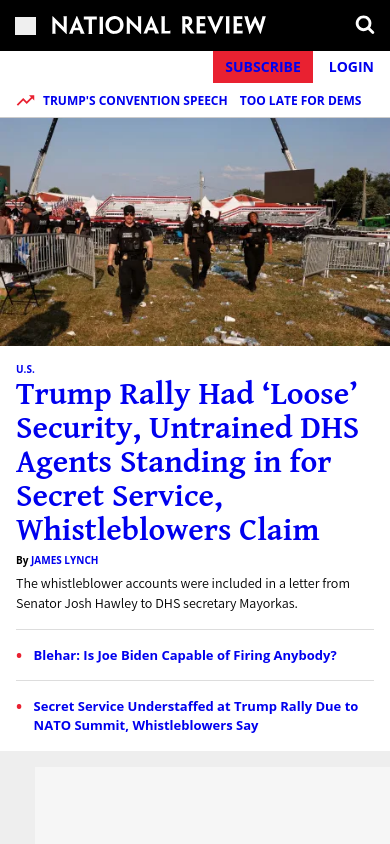 NATIONAL REVIEW
SUBSCRIBE LOGIN
TRUMP'S CONVENTION SPEECH TOO LATE FOR DEMS
U.S.
Trump Rally Had ‘Loose’
Security, Untrained DHS
Agents Standing in for
Secret Service,
Whistleblowers Claim
By JAMES LYNCH
The whistleblower accounts were included in a letter from
Senator Josh Hawley to DHS secretary Mayorkas.
Blehar: Is Joe Biden Capable of Firing Anybody?
Secret Service Understaffed at Trump Rally Due to
NATO Summit, Whistleblowers Say